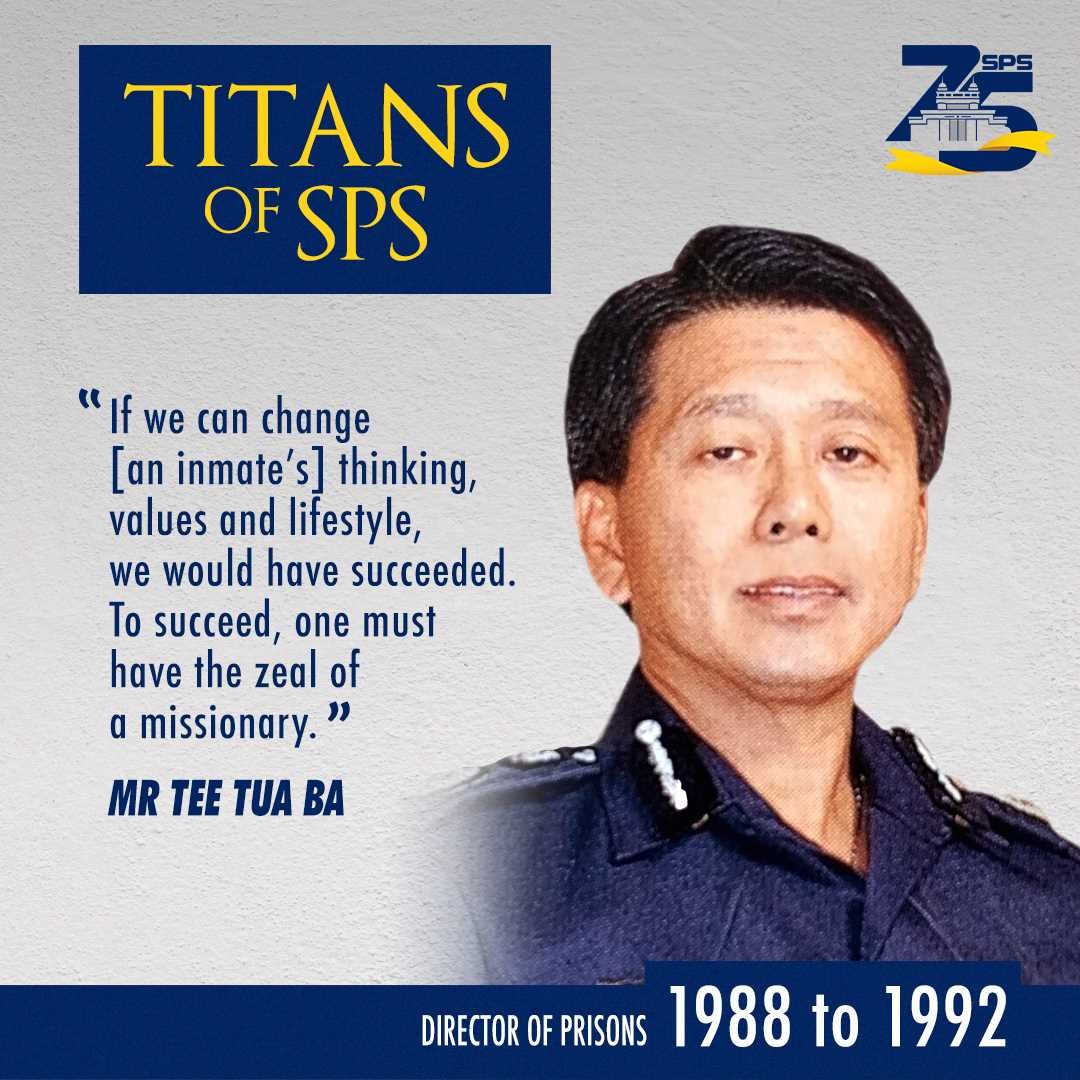 TITANS
OF SPS
75 SPS
“If we can change
[an inmate’s] thinking,
values and lifestyle,
we would have succeeded.
To succeed, one must
have the zeal of
a missionary.”
MR TEE TUA BA
DIRECTOR OF PRISONS 1988 to 1992